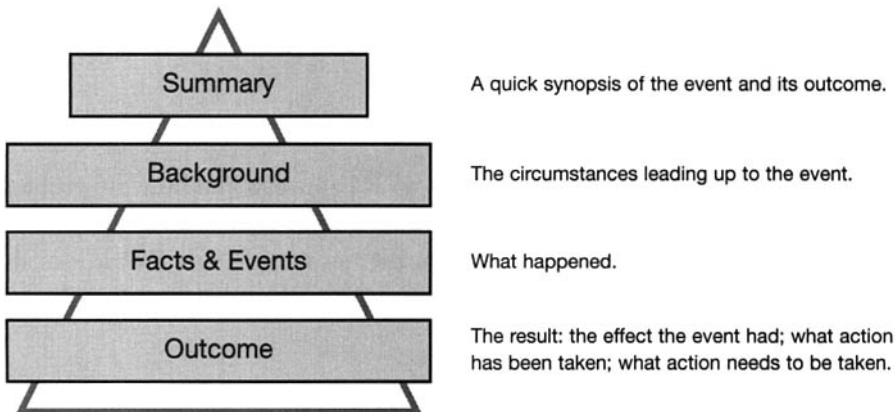 Summary
A quick synopsis of the event and its outcome.
Background
The circumstances leading up to the event.
Facts & Events
What happened.
Outcome
The result: the effect the event had; what action
has been taken; what action needs to be taken.